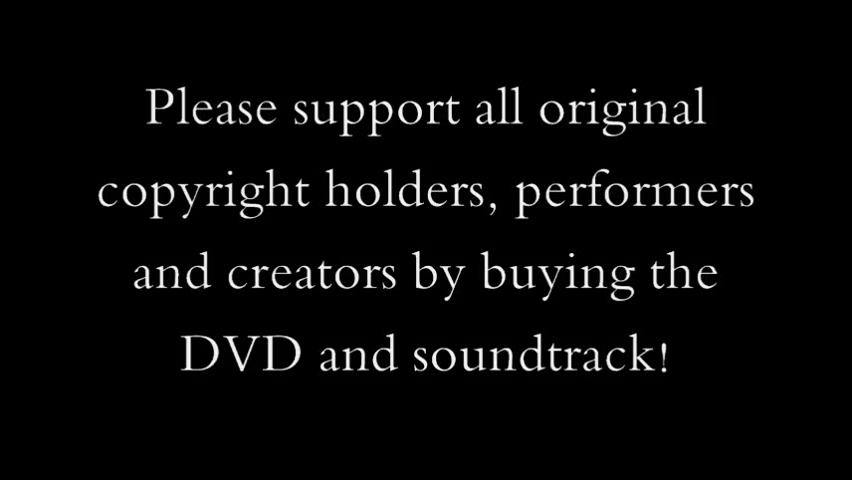 Please support all original
copyright holders, performers
and creators by buying the
DVD and soundtrack!